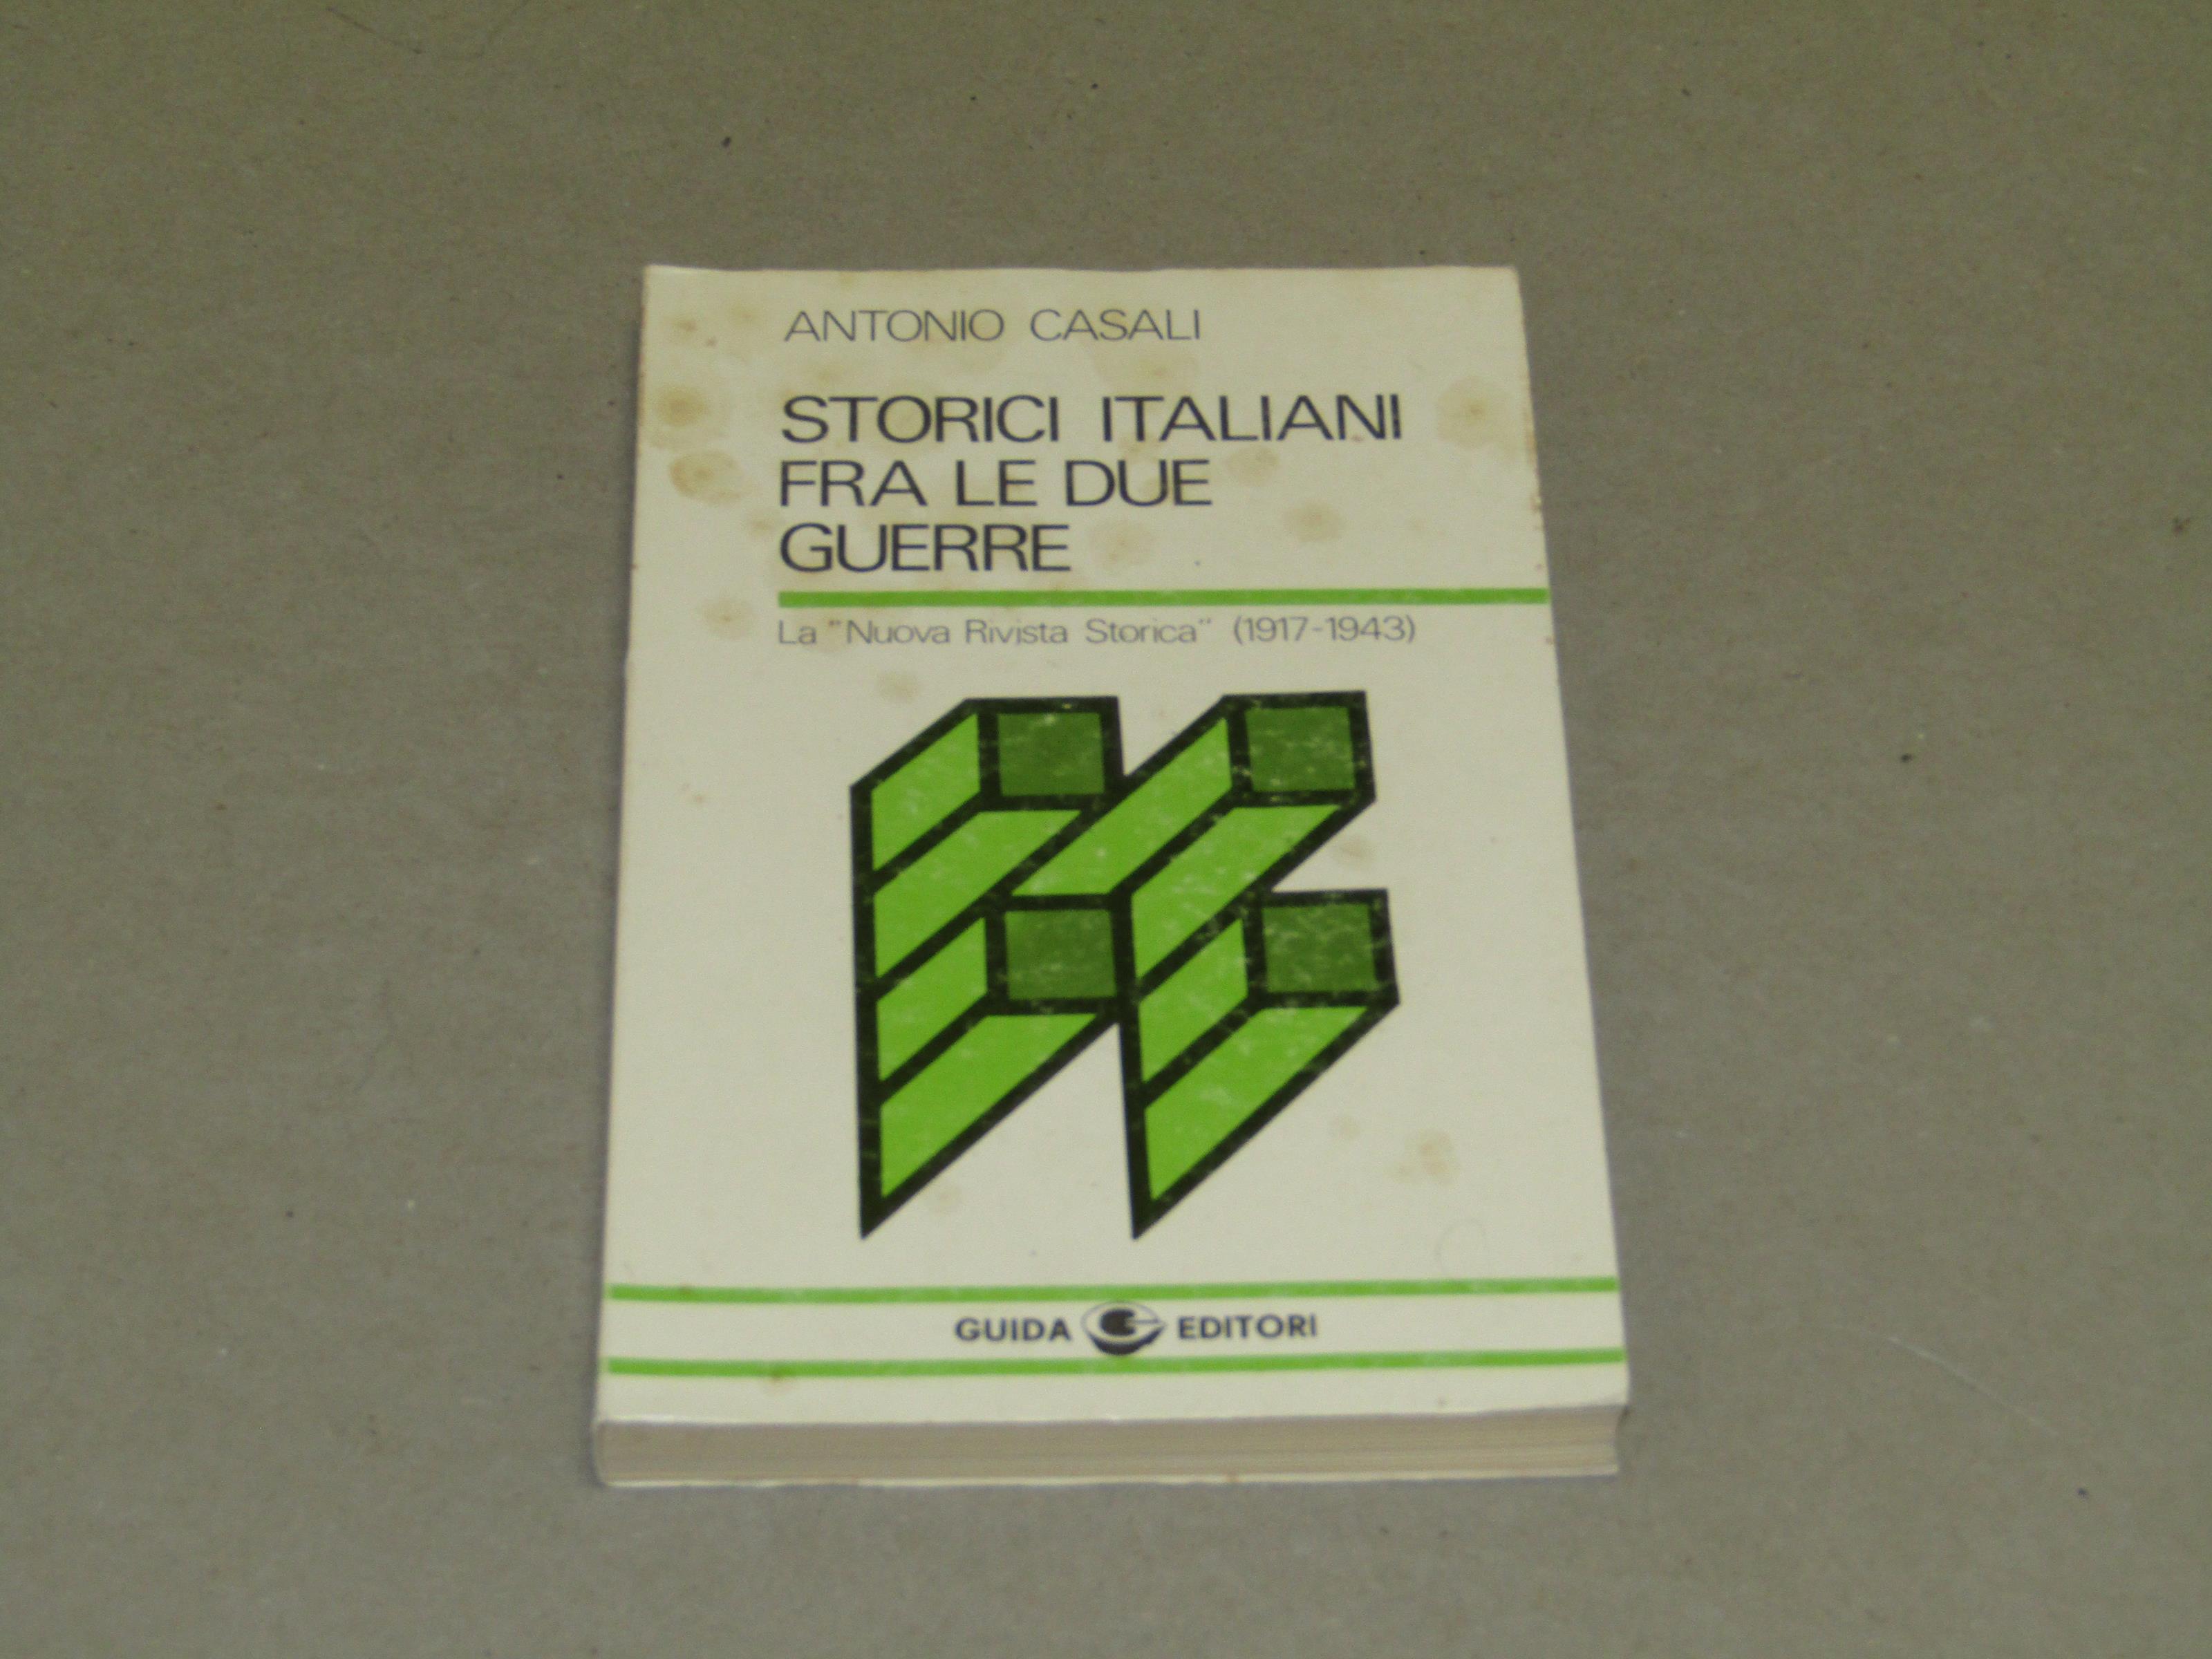 ANTONIO CASALI
STORICI ITALIANI
FRA LE DUE
GUERRE
La "Nuova Rivista Storica" (1917-1943)
GUIDA EDITORI